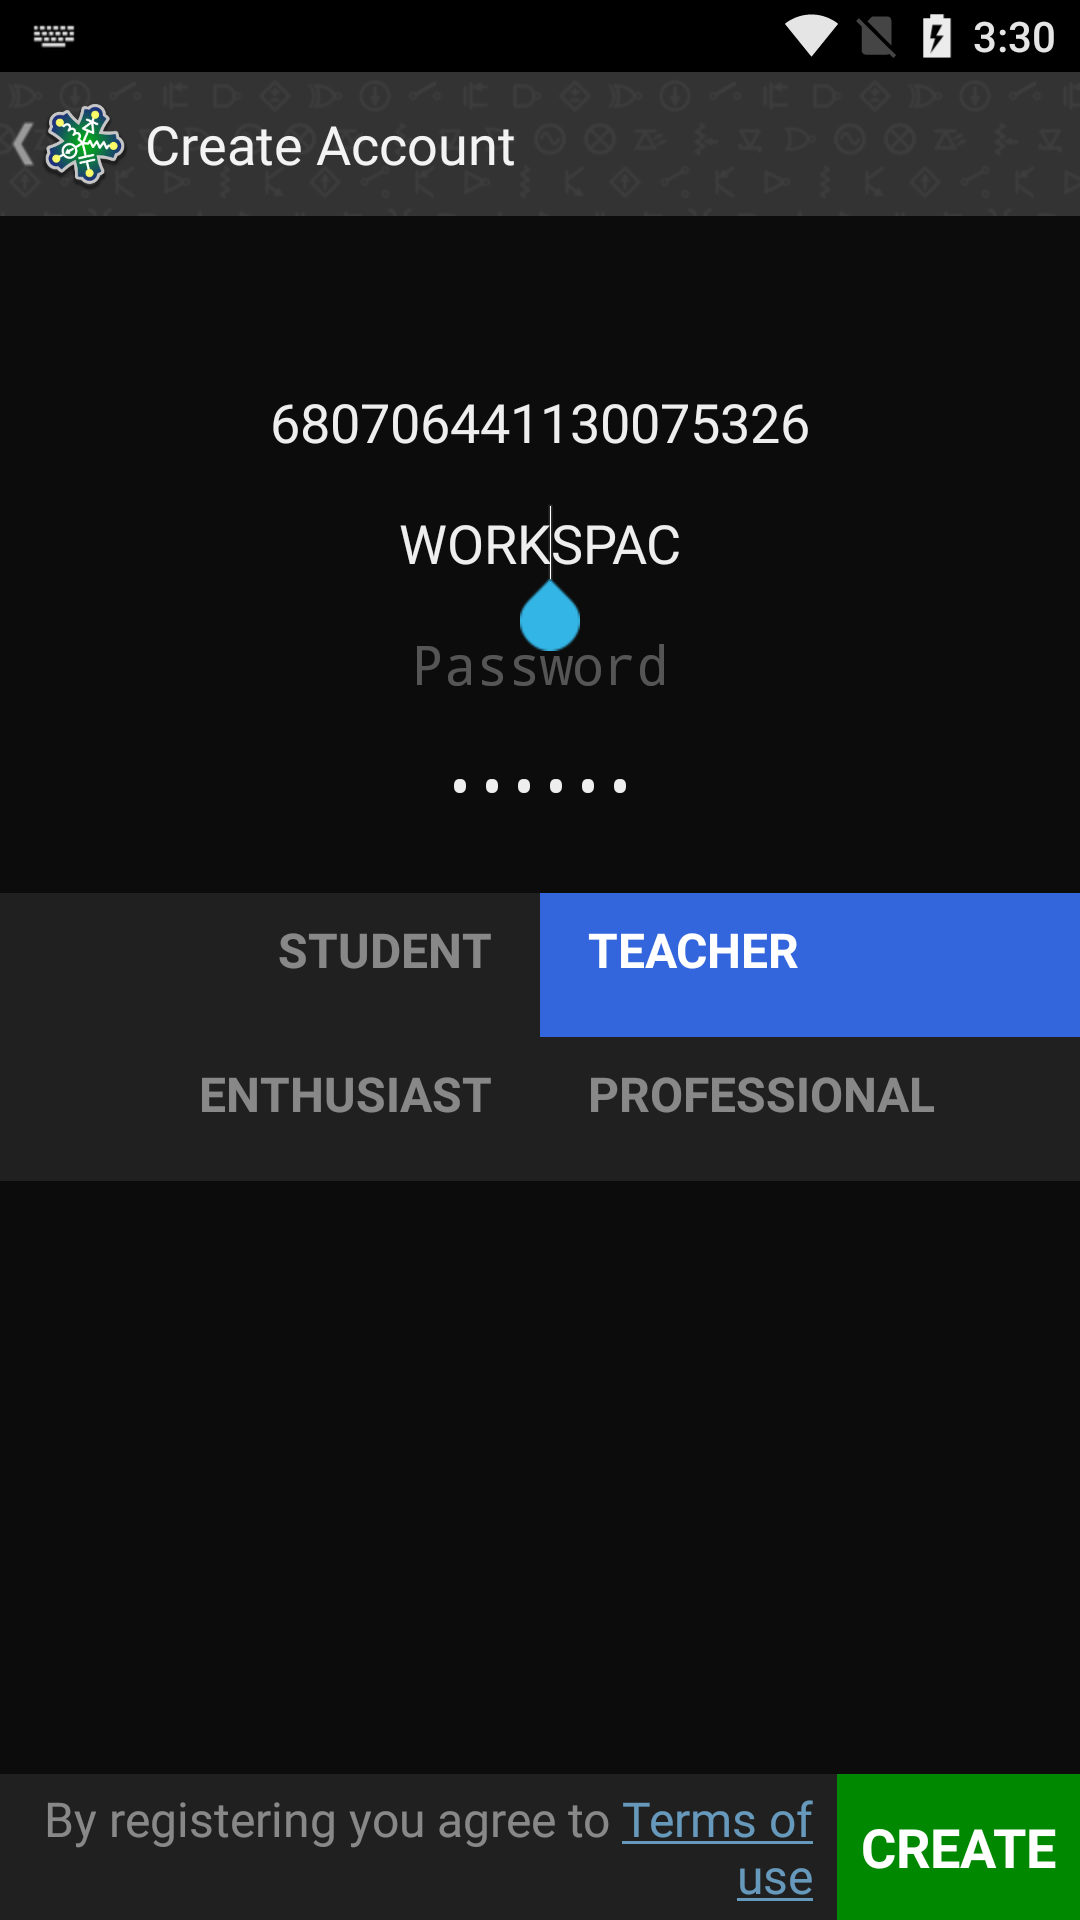 3:30
Create Account
680706441130075326
WORKSPAC
Password
••••••
STUDENT
TEACHER
ENTHUSIAST
PROFESSIONAL
By registering you agree to Terms of
use
CREATE